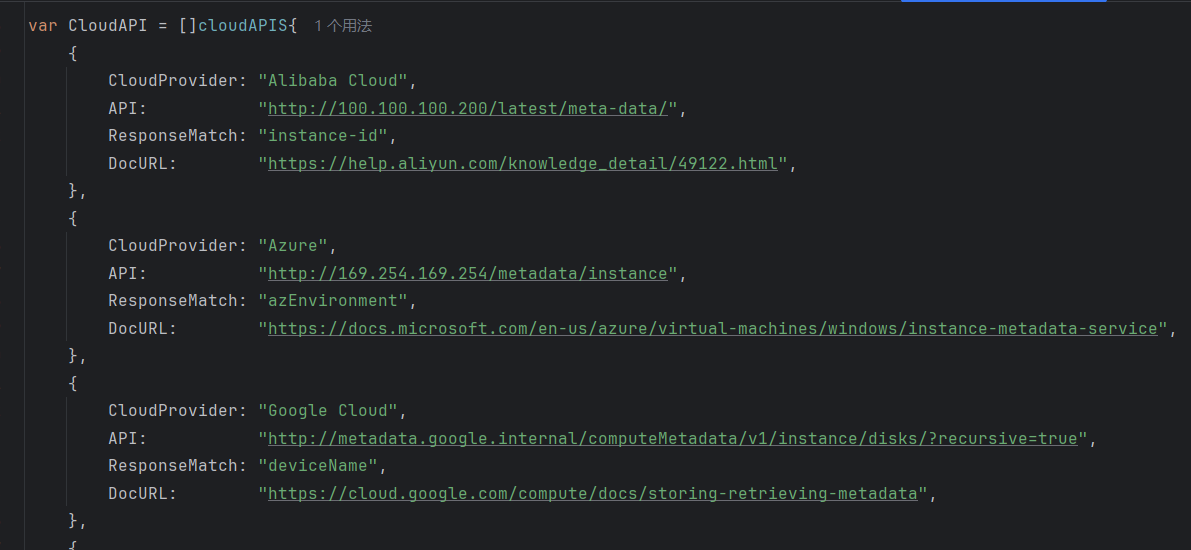 var CloudAPI = []cloudAPIS{ 1 个用法
{
CloudProvider: "Alibaba Cloud",
API: "http://100.100.100.200/latest/meta-data/",
ResponseMatch: "instance-id",
DocURL: "https://help.aliyun.com/knowledge_detail/49122.html",
},
{
CloudProvider: "Azure",
API: "http://169.254.169.254/metadata/instance",
ResponseMatch: "azEnvironment",
DocURL: "https://docs.microsoft.com/en-us/azure/virtual-machines/windows/instance-metadata-service",
},
{
CloudProvider: "Google Cloud",
API: "http://metadata.google.internal/computeMetadata/v1/instance/disks/?recursive=true",
ResponseMatch: "deviceName",
DocURL: "https://cloud.google.com/compute/docs/storing-retrieving-metadata",
},
{